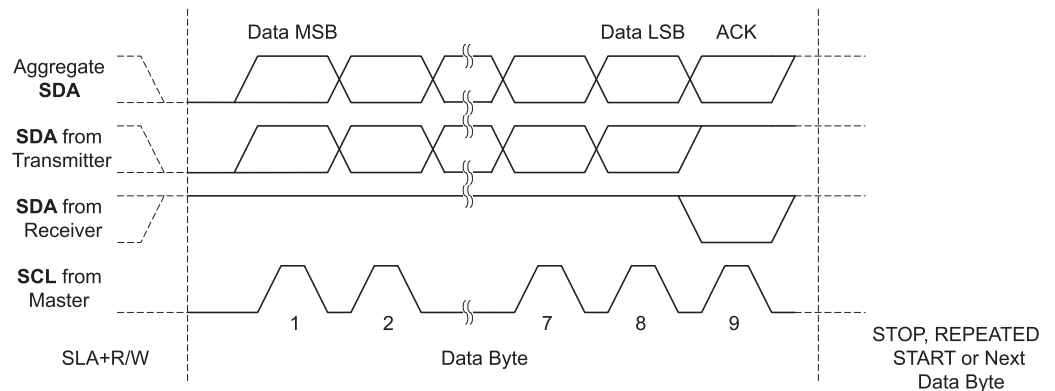 Data MSB
Data LSB
ACK
Aggregate
SDA
SDA from
Transmitter
SDA from
Receiver
SCL from
Master
1
2
7
8
9
SLA+R/W
Data Byte
STOP, REPEATED
START or Next
Data Byte